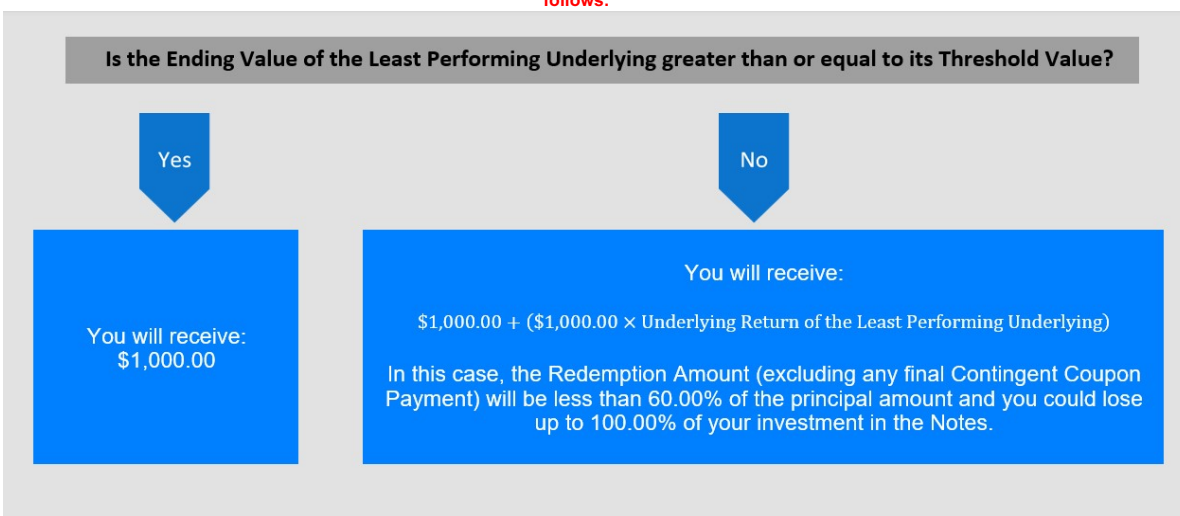 follows:
Is the Ending Value of the Least Performing Underlying greater than or equal to its Threshold Value?
Yes
No
You will receive:
$1,000.00
You will receive:
$1,000.00 + ($1,000.00 × Underlying Return of the Least Performing Underlying)
In this case, the Redemption Amount (excluding any final Contingent Coupon
Payment) will be less than 60.00% of the principal amount and you could lose
up to 100.00% of your investment in the Notes.